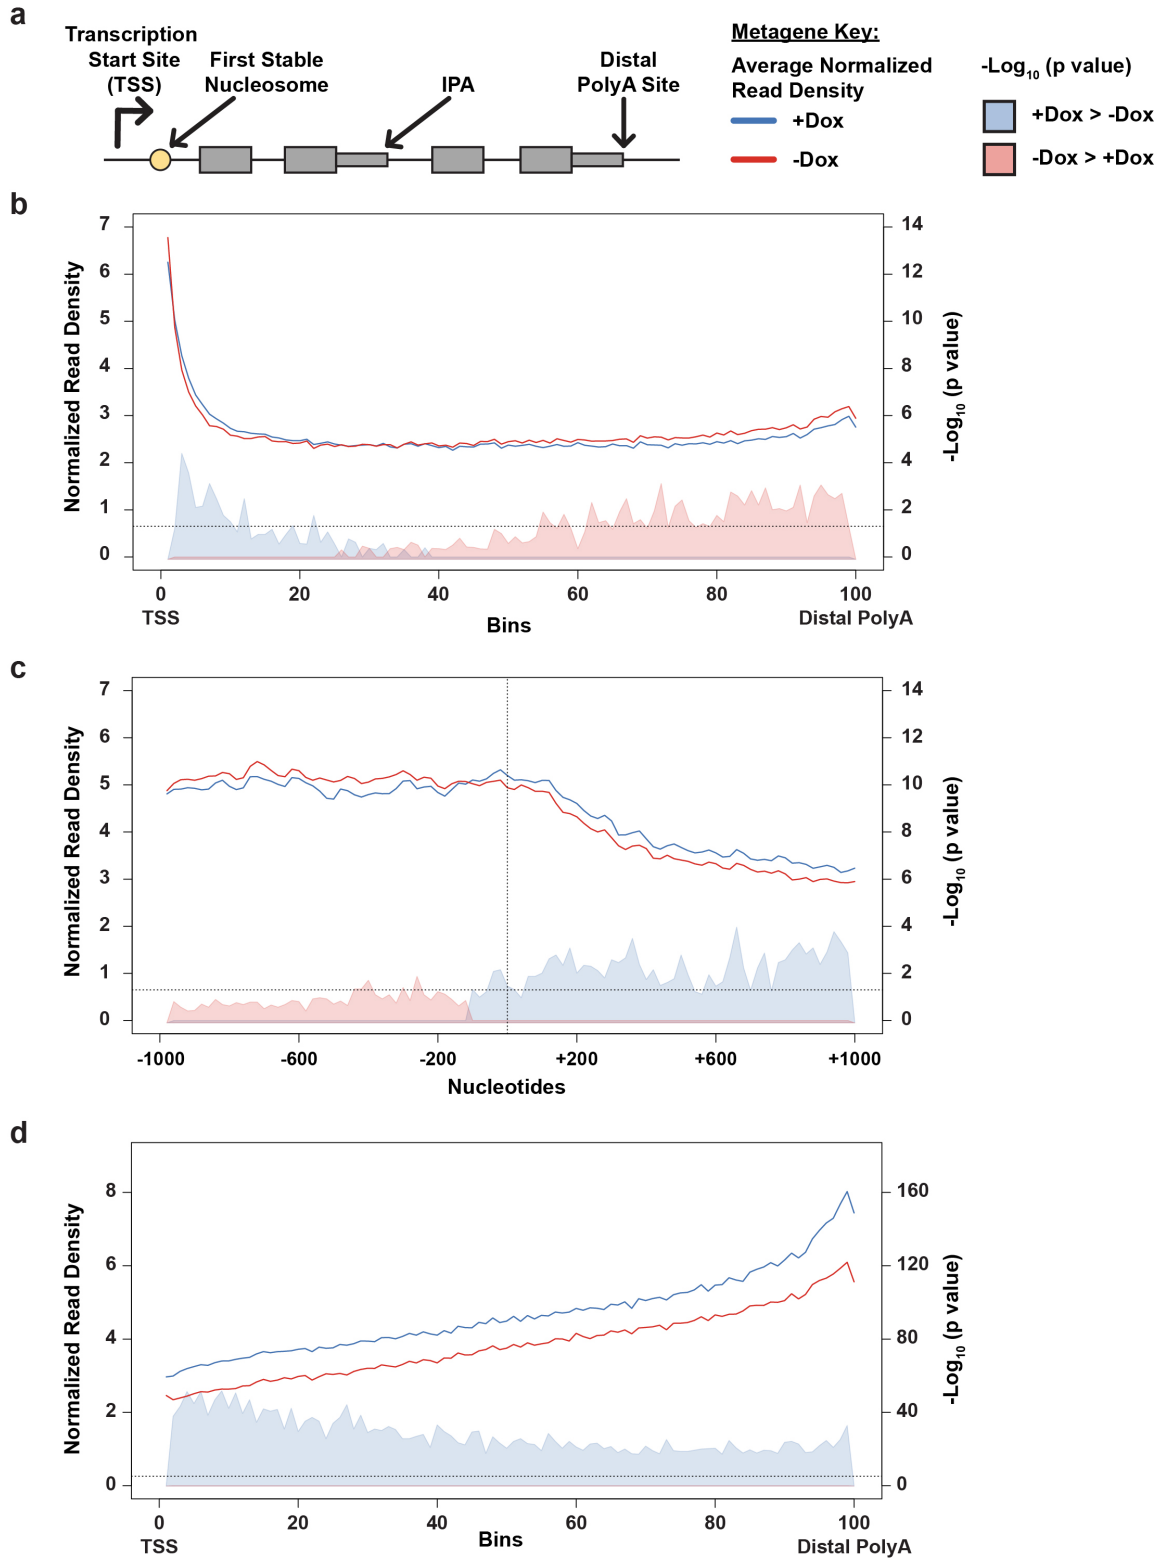 a
Transcription
Start Site
(TSS)
First Stable
Nucleosome
IPA
Distal
PolyA Site
Metagene Key:
Average Normalized
Read Density
+Dox
-Dox
-Log10 (p value)
+Dox > -Dox
-Dox > +Dox
b
7
6
5
4
3
2
1
0
Normalized Read Density
14
12
10
8
6
4
2
0
-Log10 (p value)
0
20
40
60
80
100
TSS
Bins
Distal PolyA
c
7
6
5
4
3
2
1
0
Normalized Read Density
14
12
10
8
6
4
2
0
-Log10 (p value)
-1000
-600
-200
+200
+600
+1000
Nucleotides
d
8
6
4
2
0
Normalized Read Density
160
120
80
40
0
-Log10 (p value)
0
20
40
60
80
100
TSS
Bins
Distal PolyA